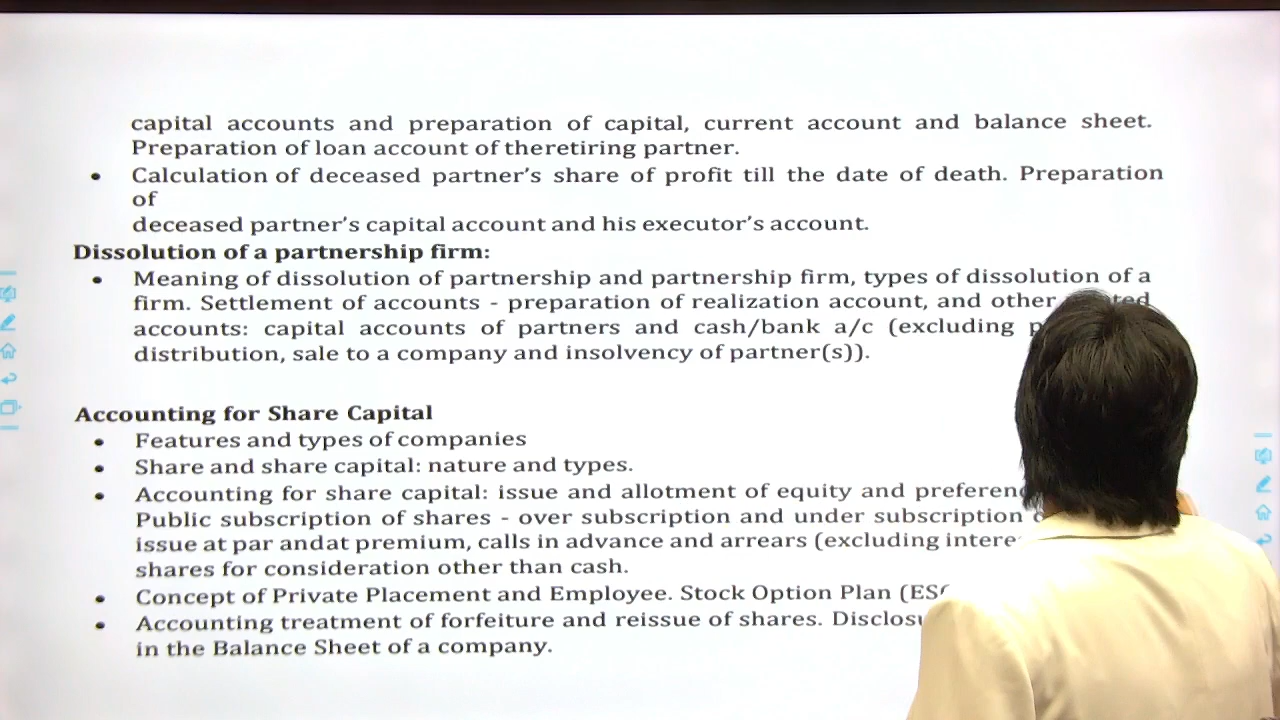 capital accounts and preparation of capital, current account and balance sheet.
Preparation of loan account of theretiring partner.
• Calculation of deceased partner's share of profit till the date of death. Preparation
of
deceased partner's capital account and his executor's account.
Dissolution of a partnership firm:
• Meaning of dissolution of partnership and partnership firm, types of dissolution of a
firm. Settlement of accounts - preparation of realization account, and other
accounts: capital accounts of partners and cash/bank a/c (excluding
distribution, sale to a company and insolvency of partner(s)).
Accounting for Share Capital
• Features and types of companies
• Share and share capital: nature and types.
• Accounting for share capital: issue and allotment of equity and
Public subscription of shares - over subscription and under subscription
issue at par andat premium, calls in advance and arrears (excluding
shares for consideration other than cash.
• Concept of Private Placement and Employee. Stock Option Plan
• Accounting treatment of forfeiture and reissue of shares.
in the Balance Sheet of a company.